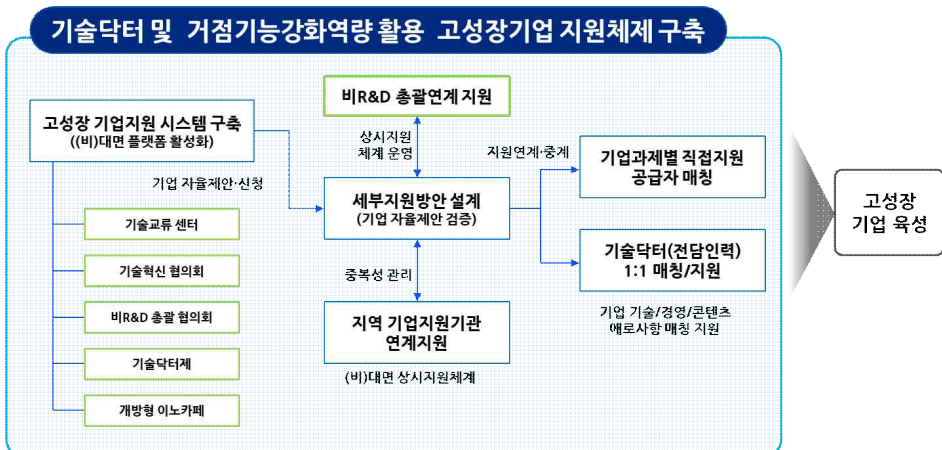 기술닥터 및 거점기능강화역량 활용 고성장기업 지원체제 구축
고성장 기업지원 시스템 구축
((비)대면 플랫폼 활성화)
기업 자율제안·신청
기술교류 센터
기술혁신 협의회
비R&D 총괄 협의회
기술닥터제
개방형 이노카페
비R&D 총괄연계 지원
상시지원
체계 운영
세부지원방안 설계
(기업 자율제안 검증)
중복성 관리
지역 기업지원기관
연계지원
(비)대면 상시지원체계
지원연계·중계
기업과제별 직접지원
공급자 매칭
기술닥터(전담인력)
1:1 매칭/지원
기업 기술/경영/콘텐츠
애로사항 매칭 지원
고성장
기업 육성